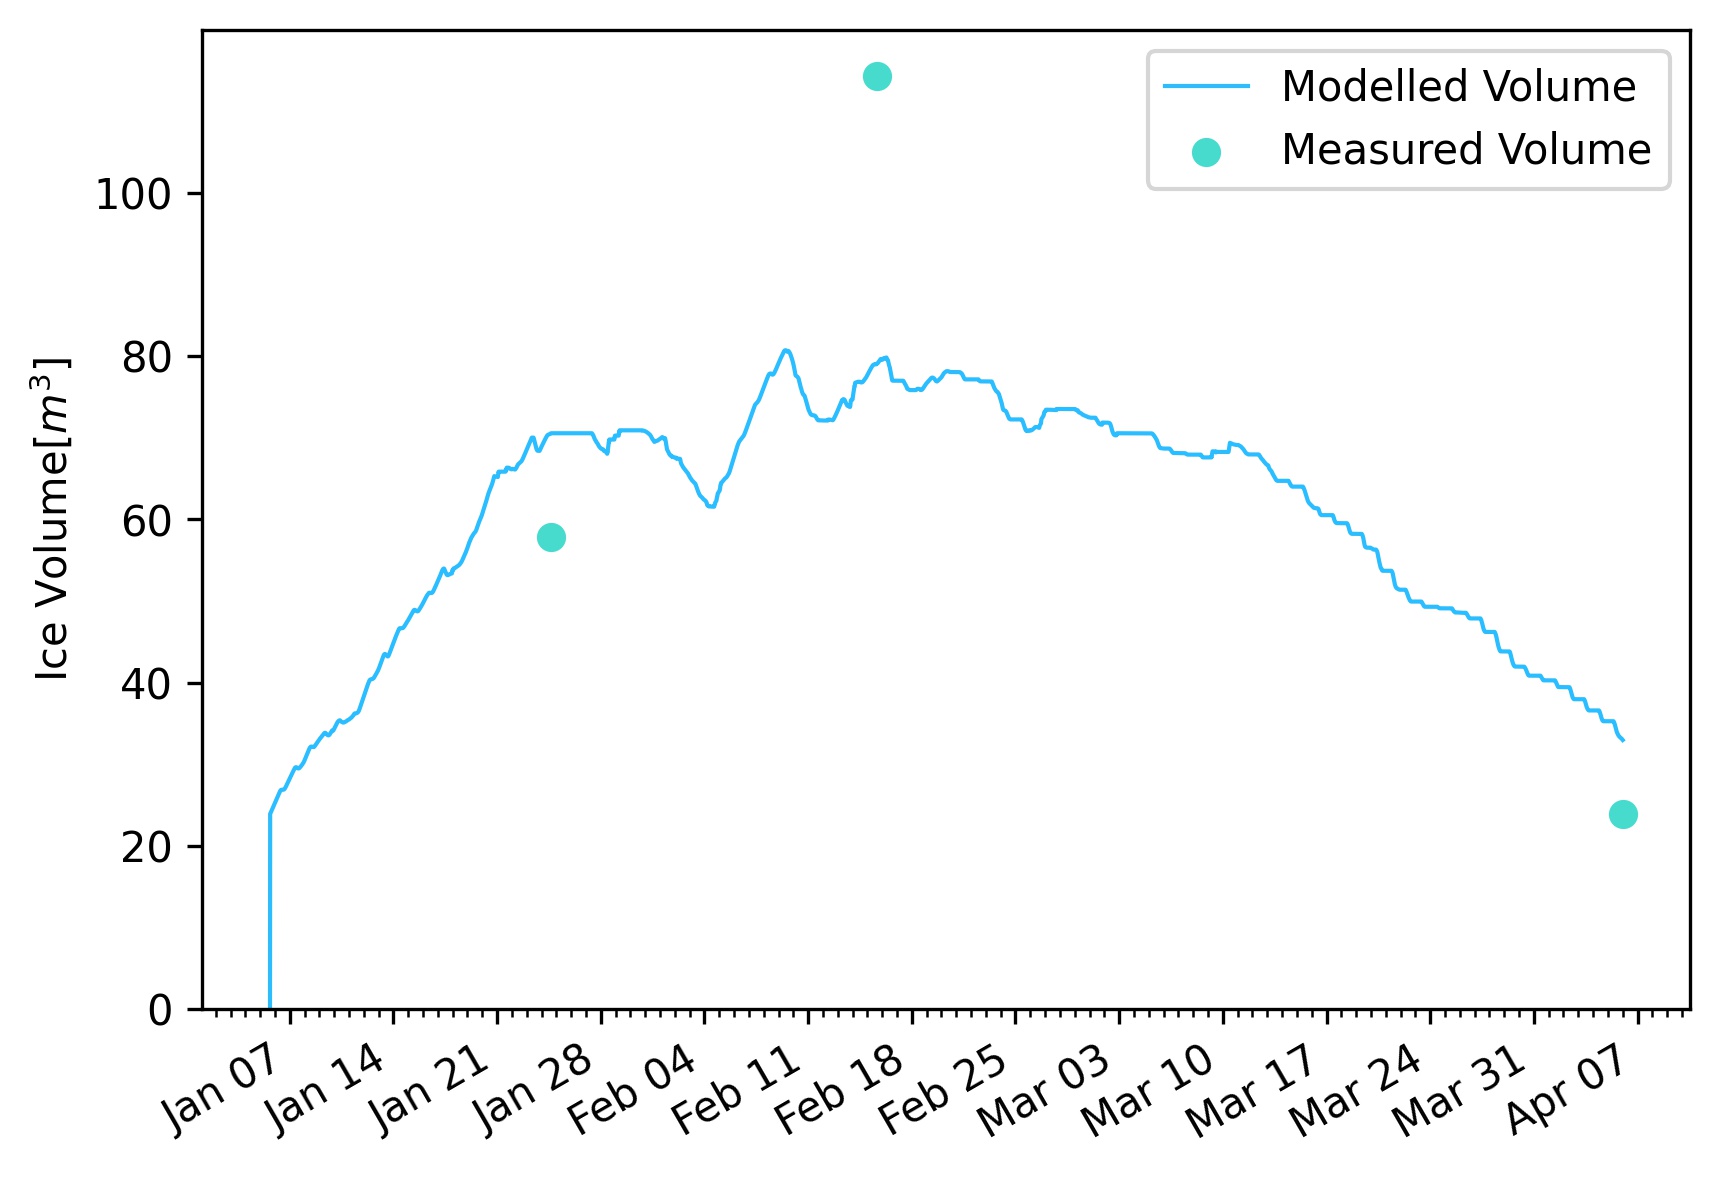 Modelled Volume
Measured Volume
Ice Volume[m³]
100
80
60
40
20
0
Jan 07
Jan 14
Jan 21
Jan 28
Feb 04
Feb 11
Feb 18
Feb 25
Mar 03
Mar 10
Mar 17
Mar 24
Mar 31
Apr 07